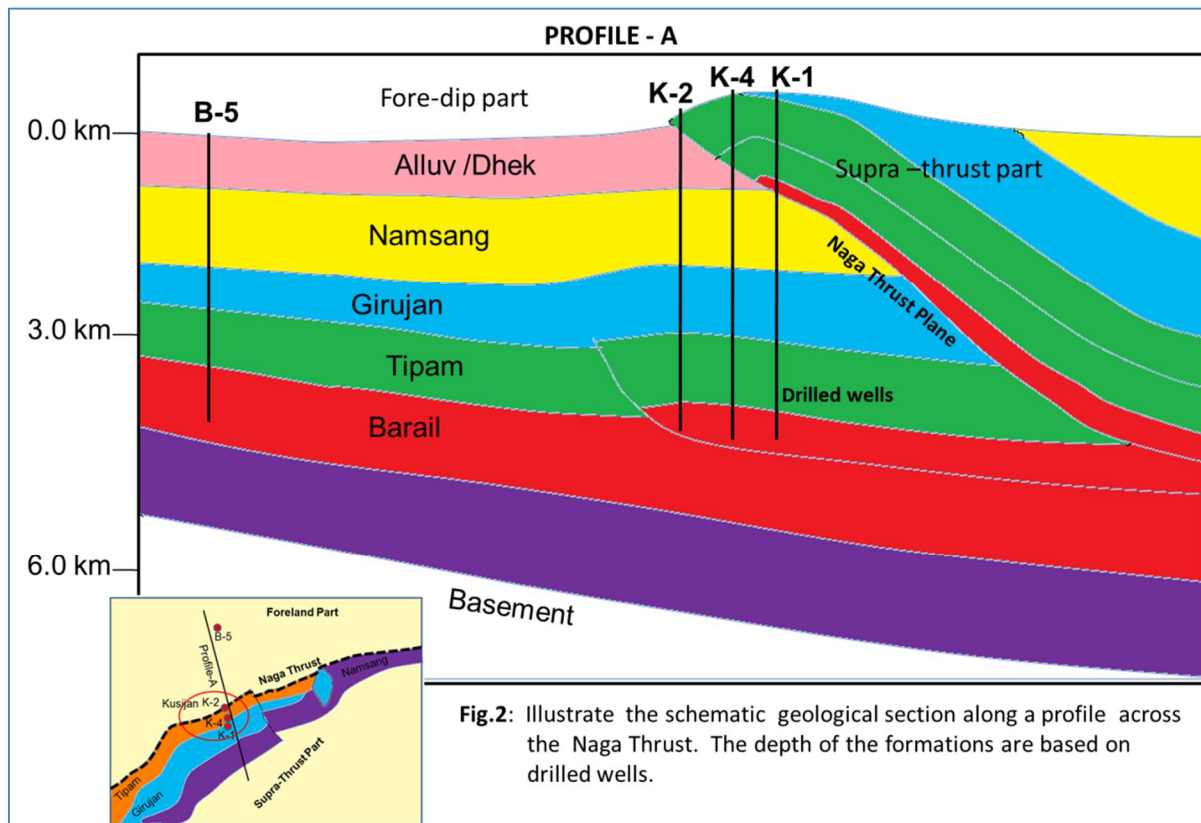 PROFILE - A
K-4 K-1
K-2
B-5
Fore-dip part
0.0 km
Alluv /Dhek
Supra –thrust part
Namsang
Naga Thrust Plane
Girujan
3.0 km
Tipam
Drilled wells
Barail
6.0 km
Basement
Foreland Part
B-5
Profile-A
Naga Thrust
Namsang
Kusijan K-2
K-4
K-1
Supra-Thrust Part
Tipam
Girujan
Fig.2: Illustrate the schematic geological section along a profile across
the Naga Thrust. The depth of the formations are based on
drilled wells.